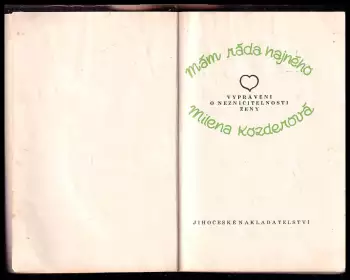 Mám ráda hajného
VYPRÁVĚNÍ
O NEZNIČITELNOSTI
ŽENY
Milena Kozderová
JIHOČESKÉ NAKLADATELSTVÍ